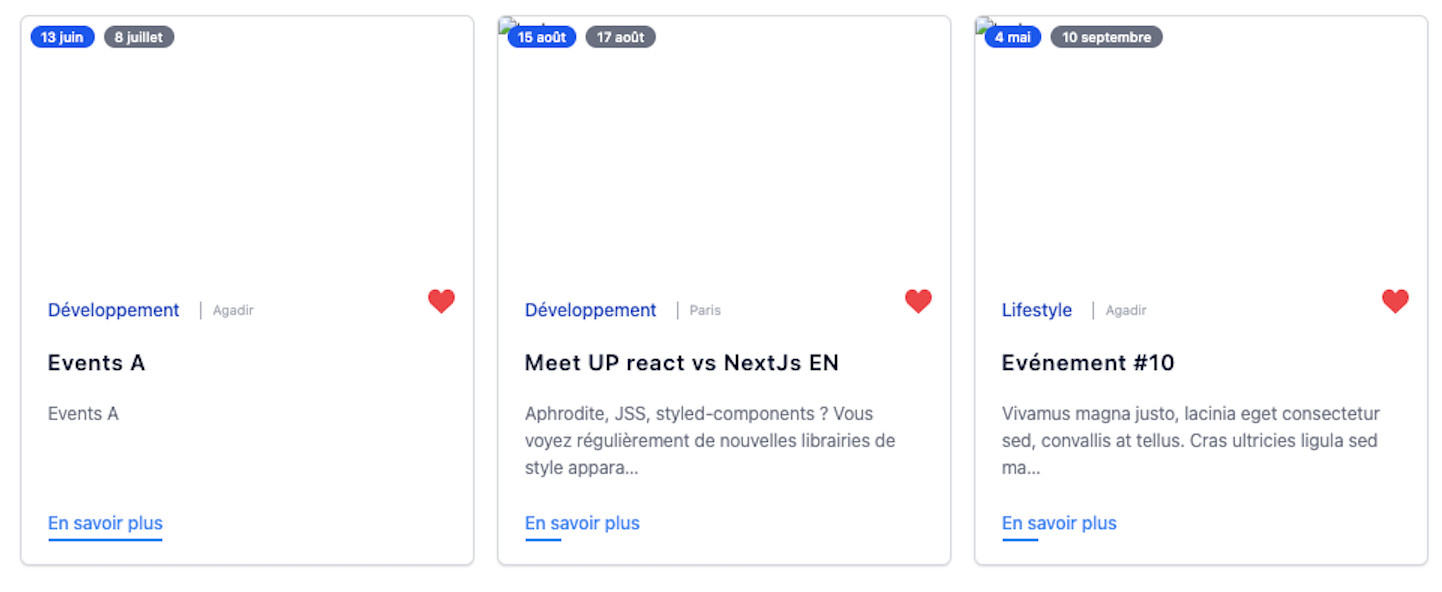 13 juin 8 juillet
Développement | Agadir
Events A
Events A
En savoir plus
15 août 17 août
Développement | Paris
Meet UP react vs NextJs EN
Aphrodite, JSS, styled-components ? Vous
voyez régulièrement de nouvelles librairies de
style appara...
En savoir plus
4 mai 10 septembre
Lifestyle | Agadir
Evénement #10
Vivamus magna justo, lacinia eget consectetur
sed, convallis at tellus. Cras ultricies ligula sed
ma...
En savoir plus